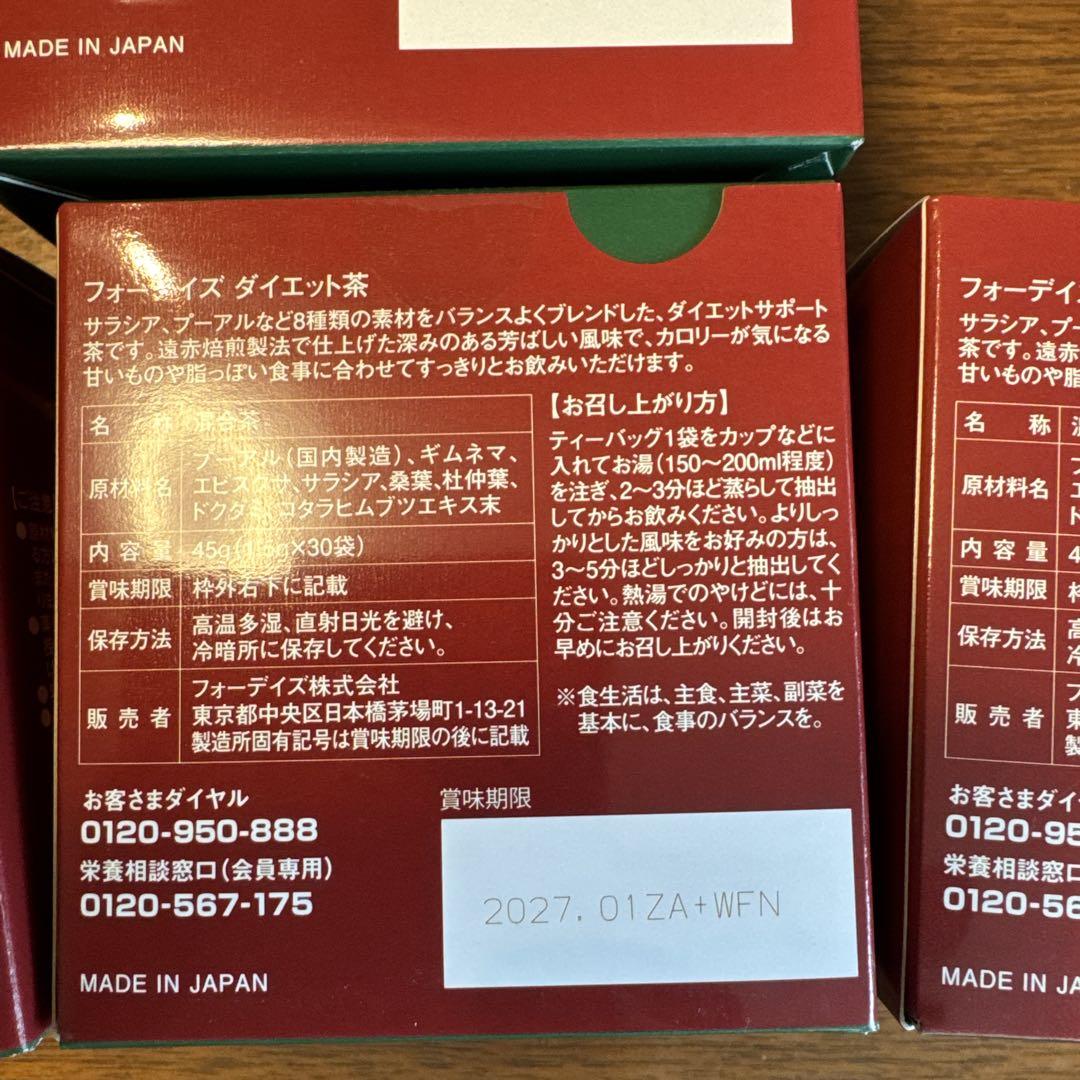 MADE IN JAPAN
フォーデイズ ダイエット茶
サラシア、プーアルなど8種類の素材をバランスよくブレンドした、ダイエットサポート
茶です。遠赤焙煎製法で仕上げた深みのある芳ばしい風味で、カロリーが気になる
甘いものや脂っぽい食事に合わせてすっきりとお飲みいただけます。
名 称 混合茶
原材料名 プーアル(国内製造)、ギムネマ、
エビスグサ、サラシア、桑葉、杜仲葉、
ドクダミ、コタラヒムブツエキス末
内 容 量 45g(1.5g×30袋)
賞味期限 枠外右下に記載
保存方法 高温多湿、直射日光を避け、
冷暗所に保存してください。
販 売 者 フォーデイズ株式会社
東京都中央区日本橋茅場町1-13-21
製造所固有記号は賞味期限の後に記載
【お召し上がり方】
ティーバッグ1袋をカップなどに
入れてお湯(150〜200ml程度)
を注ぎ、2〜3分ほど蒸らして抽出
してからお飲みください。よりしっ
かりとした風味をお好みの方は、
3〜5分ほどしっかりと抽出してく
ださい。熱湯でのやけどには、十
分ご注意ください。開封後はお
早めにお召し上がりください。
※食生活は、主食、主菜、副菜を
基本に、食事のバランスを。
お客さまダイヤル
0120-950-888
栄養相談窓口(会員専用)
0120-567-175
MADE IN JAPAN
賞味期限
2027.01ZA+WFN
フォーデイ
サラシア、プー
茶です。遠赤
甘いものや脂
名 称
原材料名
内 容 量 4
賞味期限
保存方法
販 売 者
お客さまダイ
0120-95
栄養相談窓口
0120-56
MADE IN JA